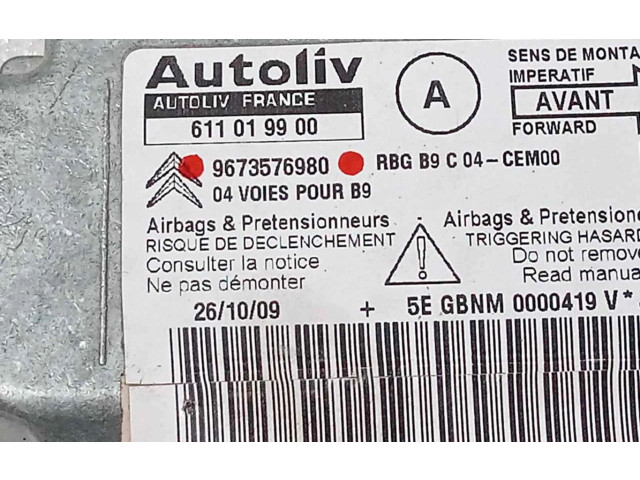 Autoliv
AUTOLIV FRANCE
611 01 99 00
A
SENS DE MONTA
IMPERATIF
AVANT
FORWARD
9673576980 RBG B9 C 04-CEM00
04 VOIES POUR B9
Airbags & Pretensionneurs
RISQUE DE DECLENCHEMENT
Consulter la notice
Ne pas démonter
!
Airbags & Pretensione
TRIGGERING HASARD
Do not remove
Read manua
26/10/09 + 5E GBNM 0000419 V*